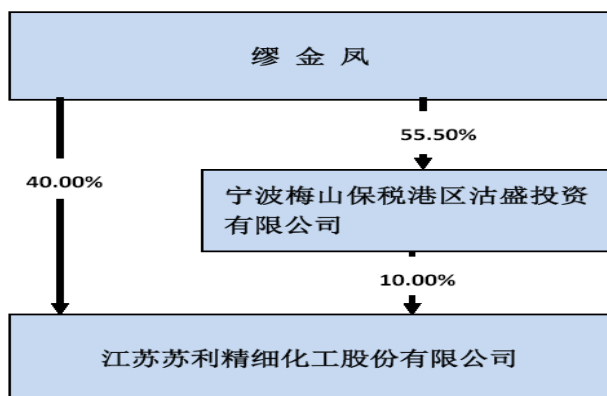 缪 金 凤
55.50%
40.00%
宁波梅山保税港区沽盛投资
有限公司
10.00%
江苏苏利精细化工股份有限公司